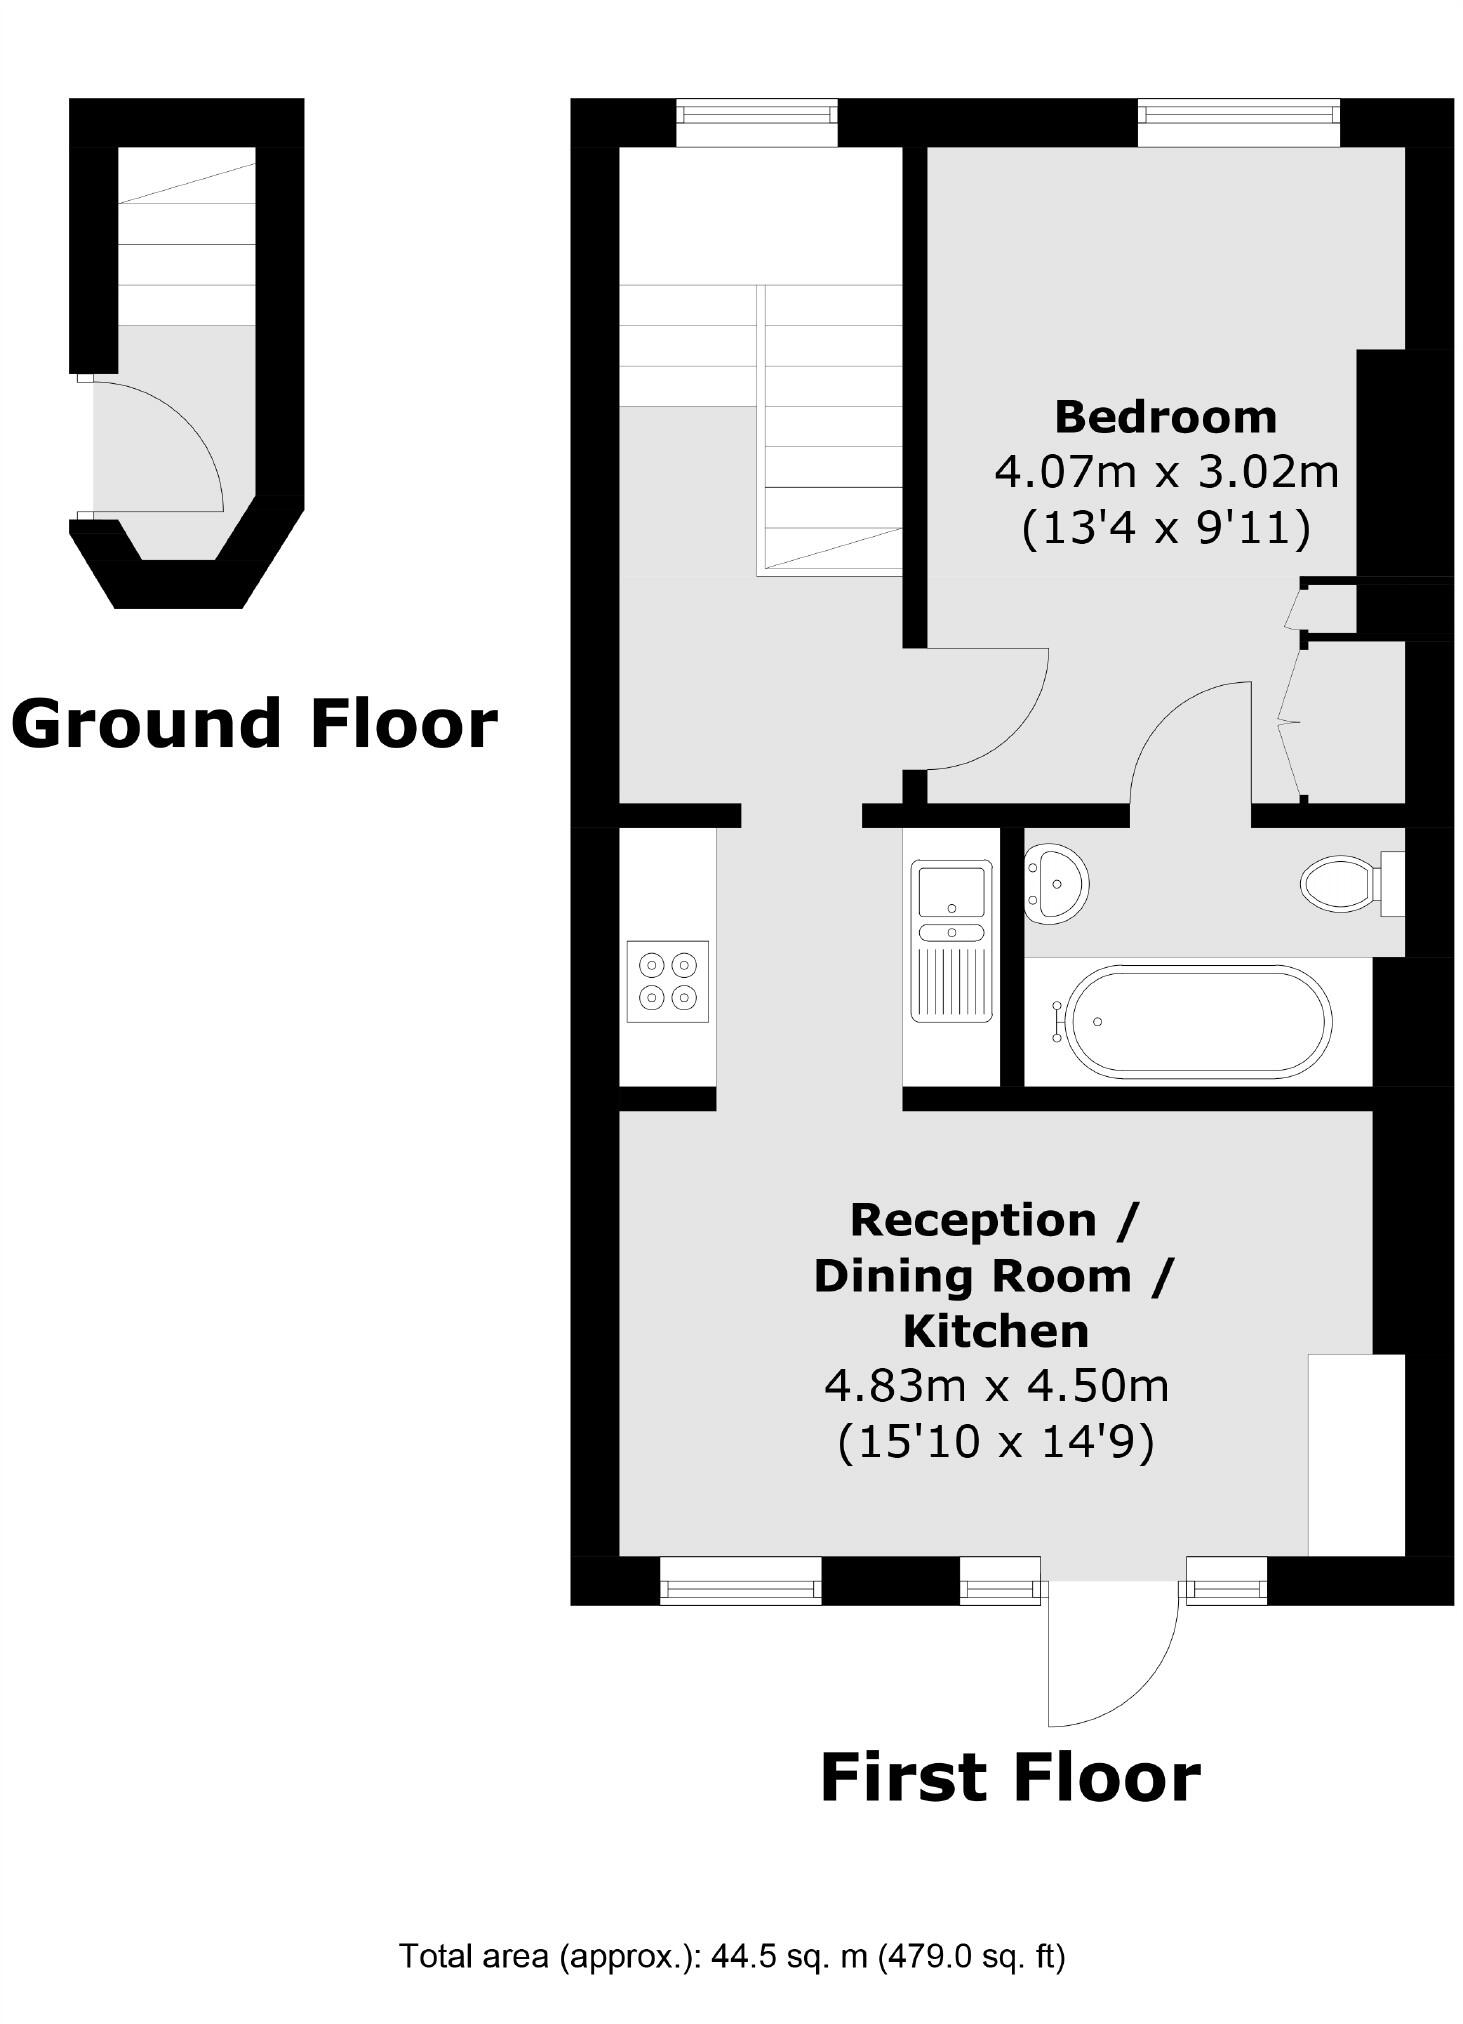 Bedroom
4.07m x 3.02m
(13'4 x 9'11)
Ground Floor
Reception /
Dining Room /
Kitchen
4.83m x 4.50m
(15'10 x 14'9)
First Floor
Total area (approx.): 44.5 sq. m (479.0 sq. ft)